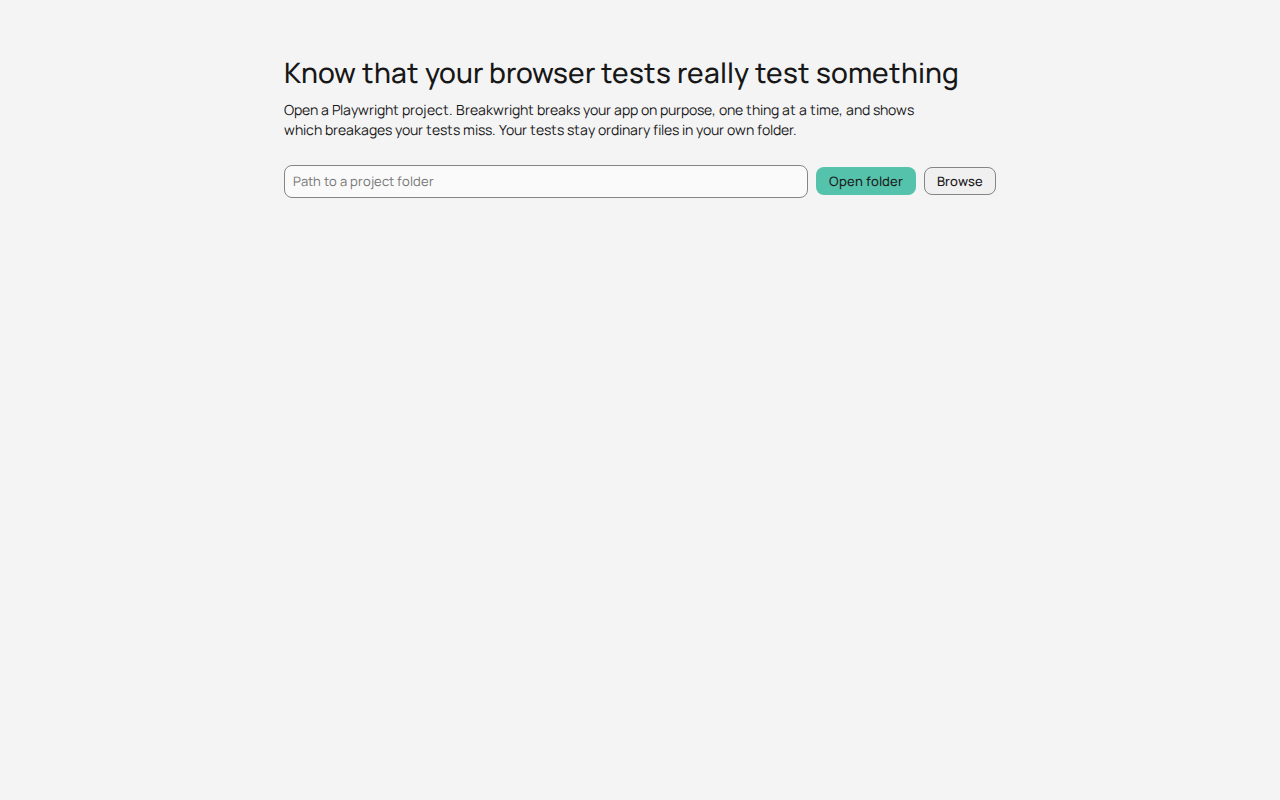 Know that your browser tests really test something
Open a Playwright project. Breakwright breaks your app on purpose, one thing at a time, and shows
which breakages your tests miss. Your tests stay ordinary files in your own folder.
Path to a project folder
Open folder
Browse